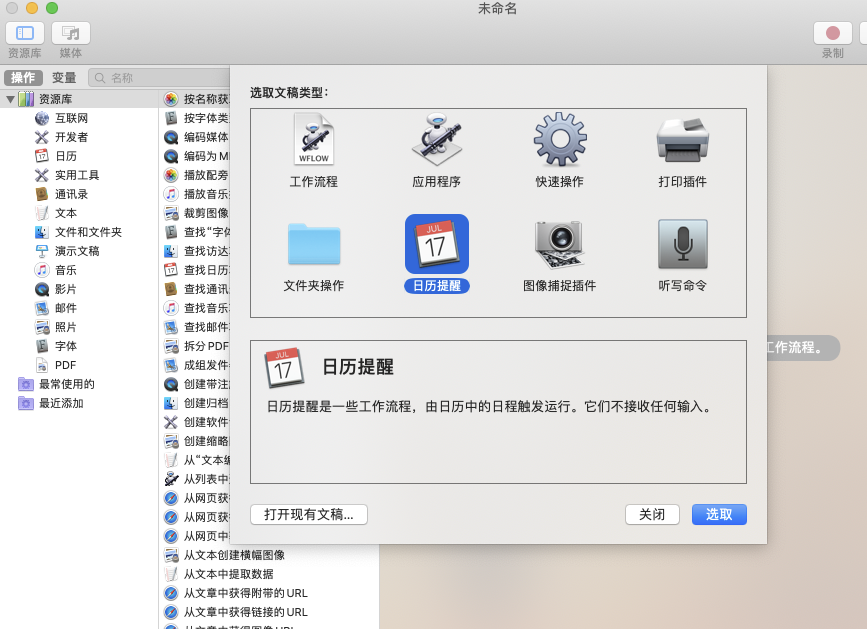 未命名
资源库
媒体
录制
操作
变量
名称
资源库
互联网
开发者
日历
实用工具
通讯录
文本
文件和文件夹
演示文稿
音乐
影片
邮件
照片
字体
PDF
最常使用的
最近添加
按名称获
按字体类
编码媒体
编码为 M
播放配旁
播放音乐
裁剪图像
查找“字体
查找访达
查找日历
查找通讯
查找音乐
查找邮件
拆分 PDF
成组发件
创建带注
创建归档
创建软件
创建缩略
从“文本编
从列表中
从网页获
从网页获
从网页中
从文本创建横幅图像
从文本中提取数据
从文章中获得附带的 URL
从文章中获得链接的 URL
选取文稿类型:
WFLOW
工作流程
应用程序
快速操作
打印插件
文件夹操作
JUL
17
日历提醒
图像捕捉插件
听写命令
JUL
17
日历提醒
日历提醒是一些工作流程，由日历中的日程触发运行。它们不接收任何输入。
打开现有文稿...
关闭
选取
工作流程。